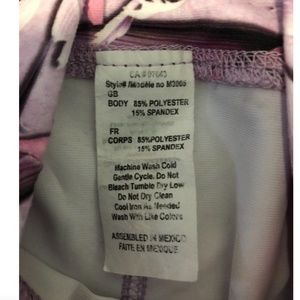 Style# /Modèle no M3005
GB
BODY 85% POLYESTER
15% SPANDEX
FR
CORPS 85%POLYESTER
15% SPANDEX
Machine Wash Cold
Gentle Cycle. Do Not
Bleach Tumble Dry Low
Do Not Dry Clean
Cool Iron As Needed
Wash With Like Colors
ASSEMBLED IN MEXICO
FAITE EN MEXIQUE